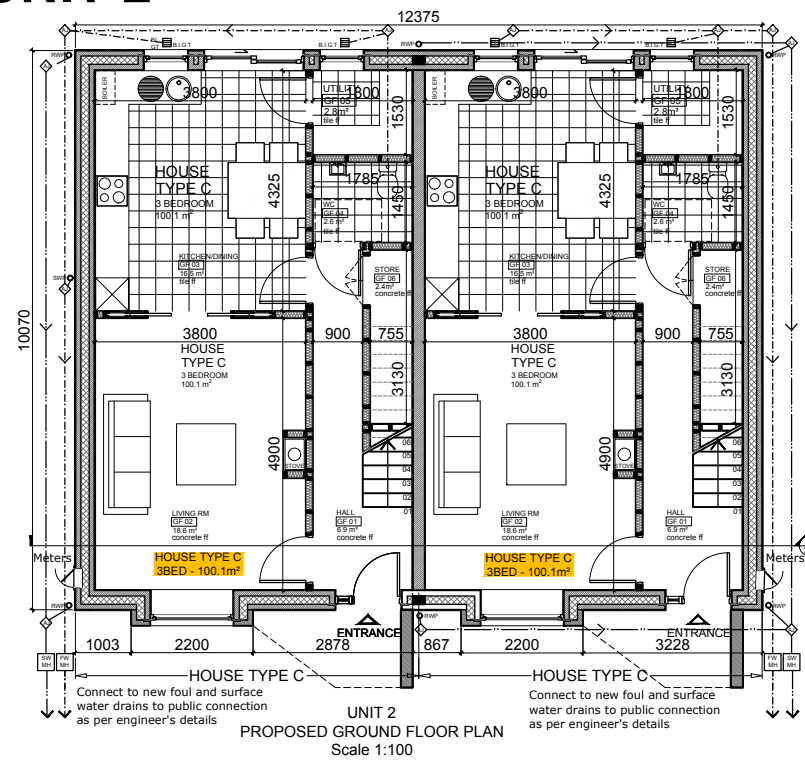 12375
AJ
AJ
AJ
AJ
RWP
GT
B.I.G.T
B.I.G.T
RWP
B.I.G.T
B.I.G.T
RWP
BOILER
3800
UTILITY
GF 05
2.8m²
tile ff
1800
1530
BOILER
3800
UTILITY
GF 05
2.8m²
tile ff
1800
1530
HOUSE
TYPE C
3 BEDROOM
100.1 m²
4325
1785
1450
WC
GF 04
2.6 m²
tile ff
HOUSE
TYPE C
3 BEDROOM
100.1 m²
4325
1785
1450
WC
GF 04
2.6 m²
tile ff
KITCHEN/DINING
GF 03
16.5 m²
tile ff
STORE
GF 06
2.4m²
concrete ff
KITCHEN/DINING
GF 03
16.5 m²
tile ff
STORE
GF 06
2.4m²
concrete ff
SWP
10070
3800
900
755
3800
900
755
HOUSE
TYPE C
3 BEDROOM
100.1 m²
3130
HOUSE
TYPE C
3 BEDROOM
100.1 m²
3130
4900
STOVE
06
05
04
03
02
01
4900
STOVE
06
05
04
03
02
01
LIVING RM
GF 02
18.6 m²
concrete ff
HALL
GF 01
6.9 m²
concrete ff
LIVING RM
GF 02
18.6 m²
concrete ff
HALL
GF 01
6.9 m²
concrete ff
Meters
HOUSE TYPE C
3BED - 100.1m²
HOUSE TYPE C
3BED - 100.1m²
Meters
RWP
RWP
RWP
ENTRANCE
ENTRANCE
1003
2200
2878
867
2200
3228
SW
MH
FW
MH
HOUSE TYPE C
HOUSE TYPE C
FW
MH
SW
MH
Connect to new foul and surface
water drains to public connection
as per engineer's details
Connect to new foul and surface
water drains to public connection
as per engineer's details
UNIT 2
PROPOSED GROUND FLOOR PLAN
Scale 1:100